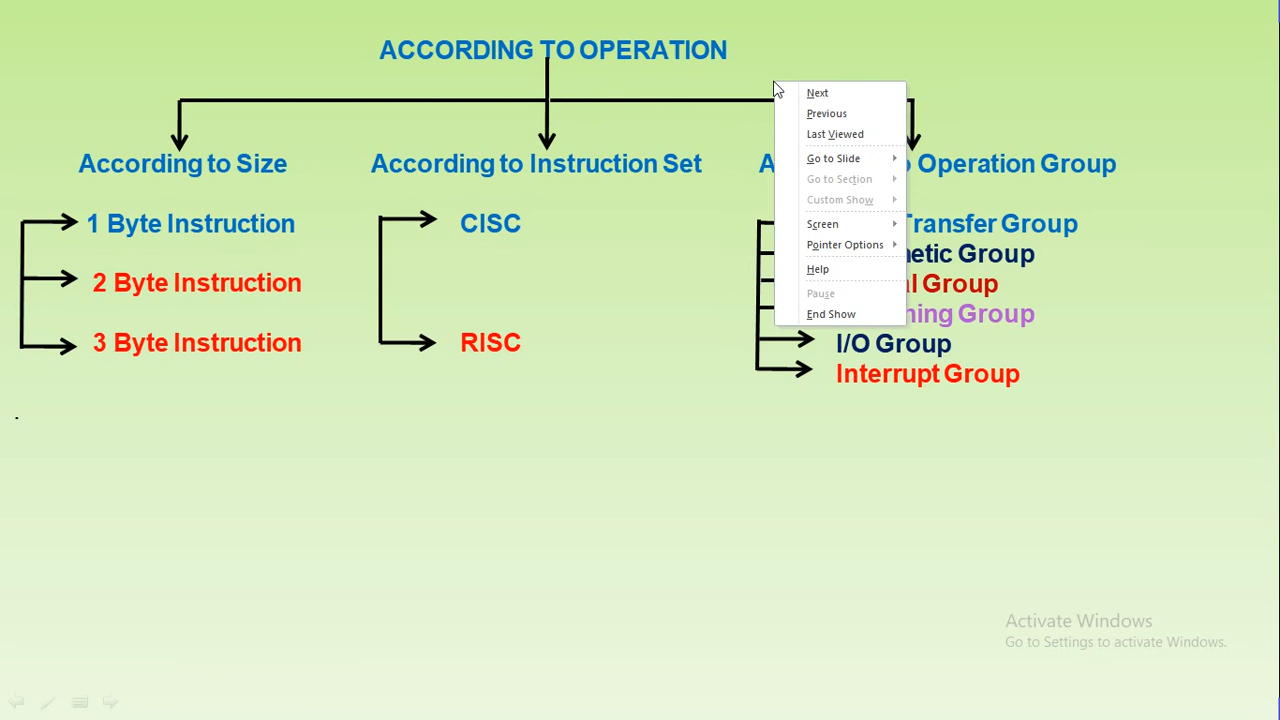 ACCORDING TO OPERATION
According to Size
1 Byte Instruction
2 Byte Instruction
3 Byte Instruction
According to Instruction Set
CISC
RISC
Operation Group
Transfer Group
Group
Group
Group
I/O Group
Interrupt Group
Next
Previous
Last Viewed
Go to Slide
Go to Section
Custom Show
Screen
Pointer Options
Help
Pause
End Show
Activate Windows
Go to Settings to activate Windows.